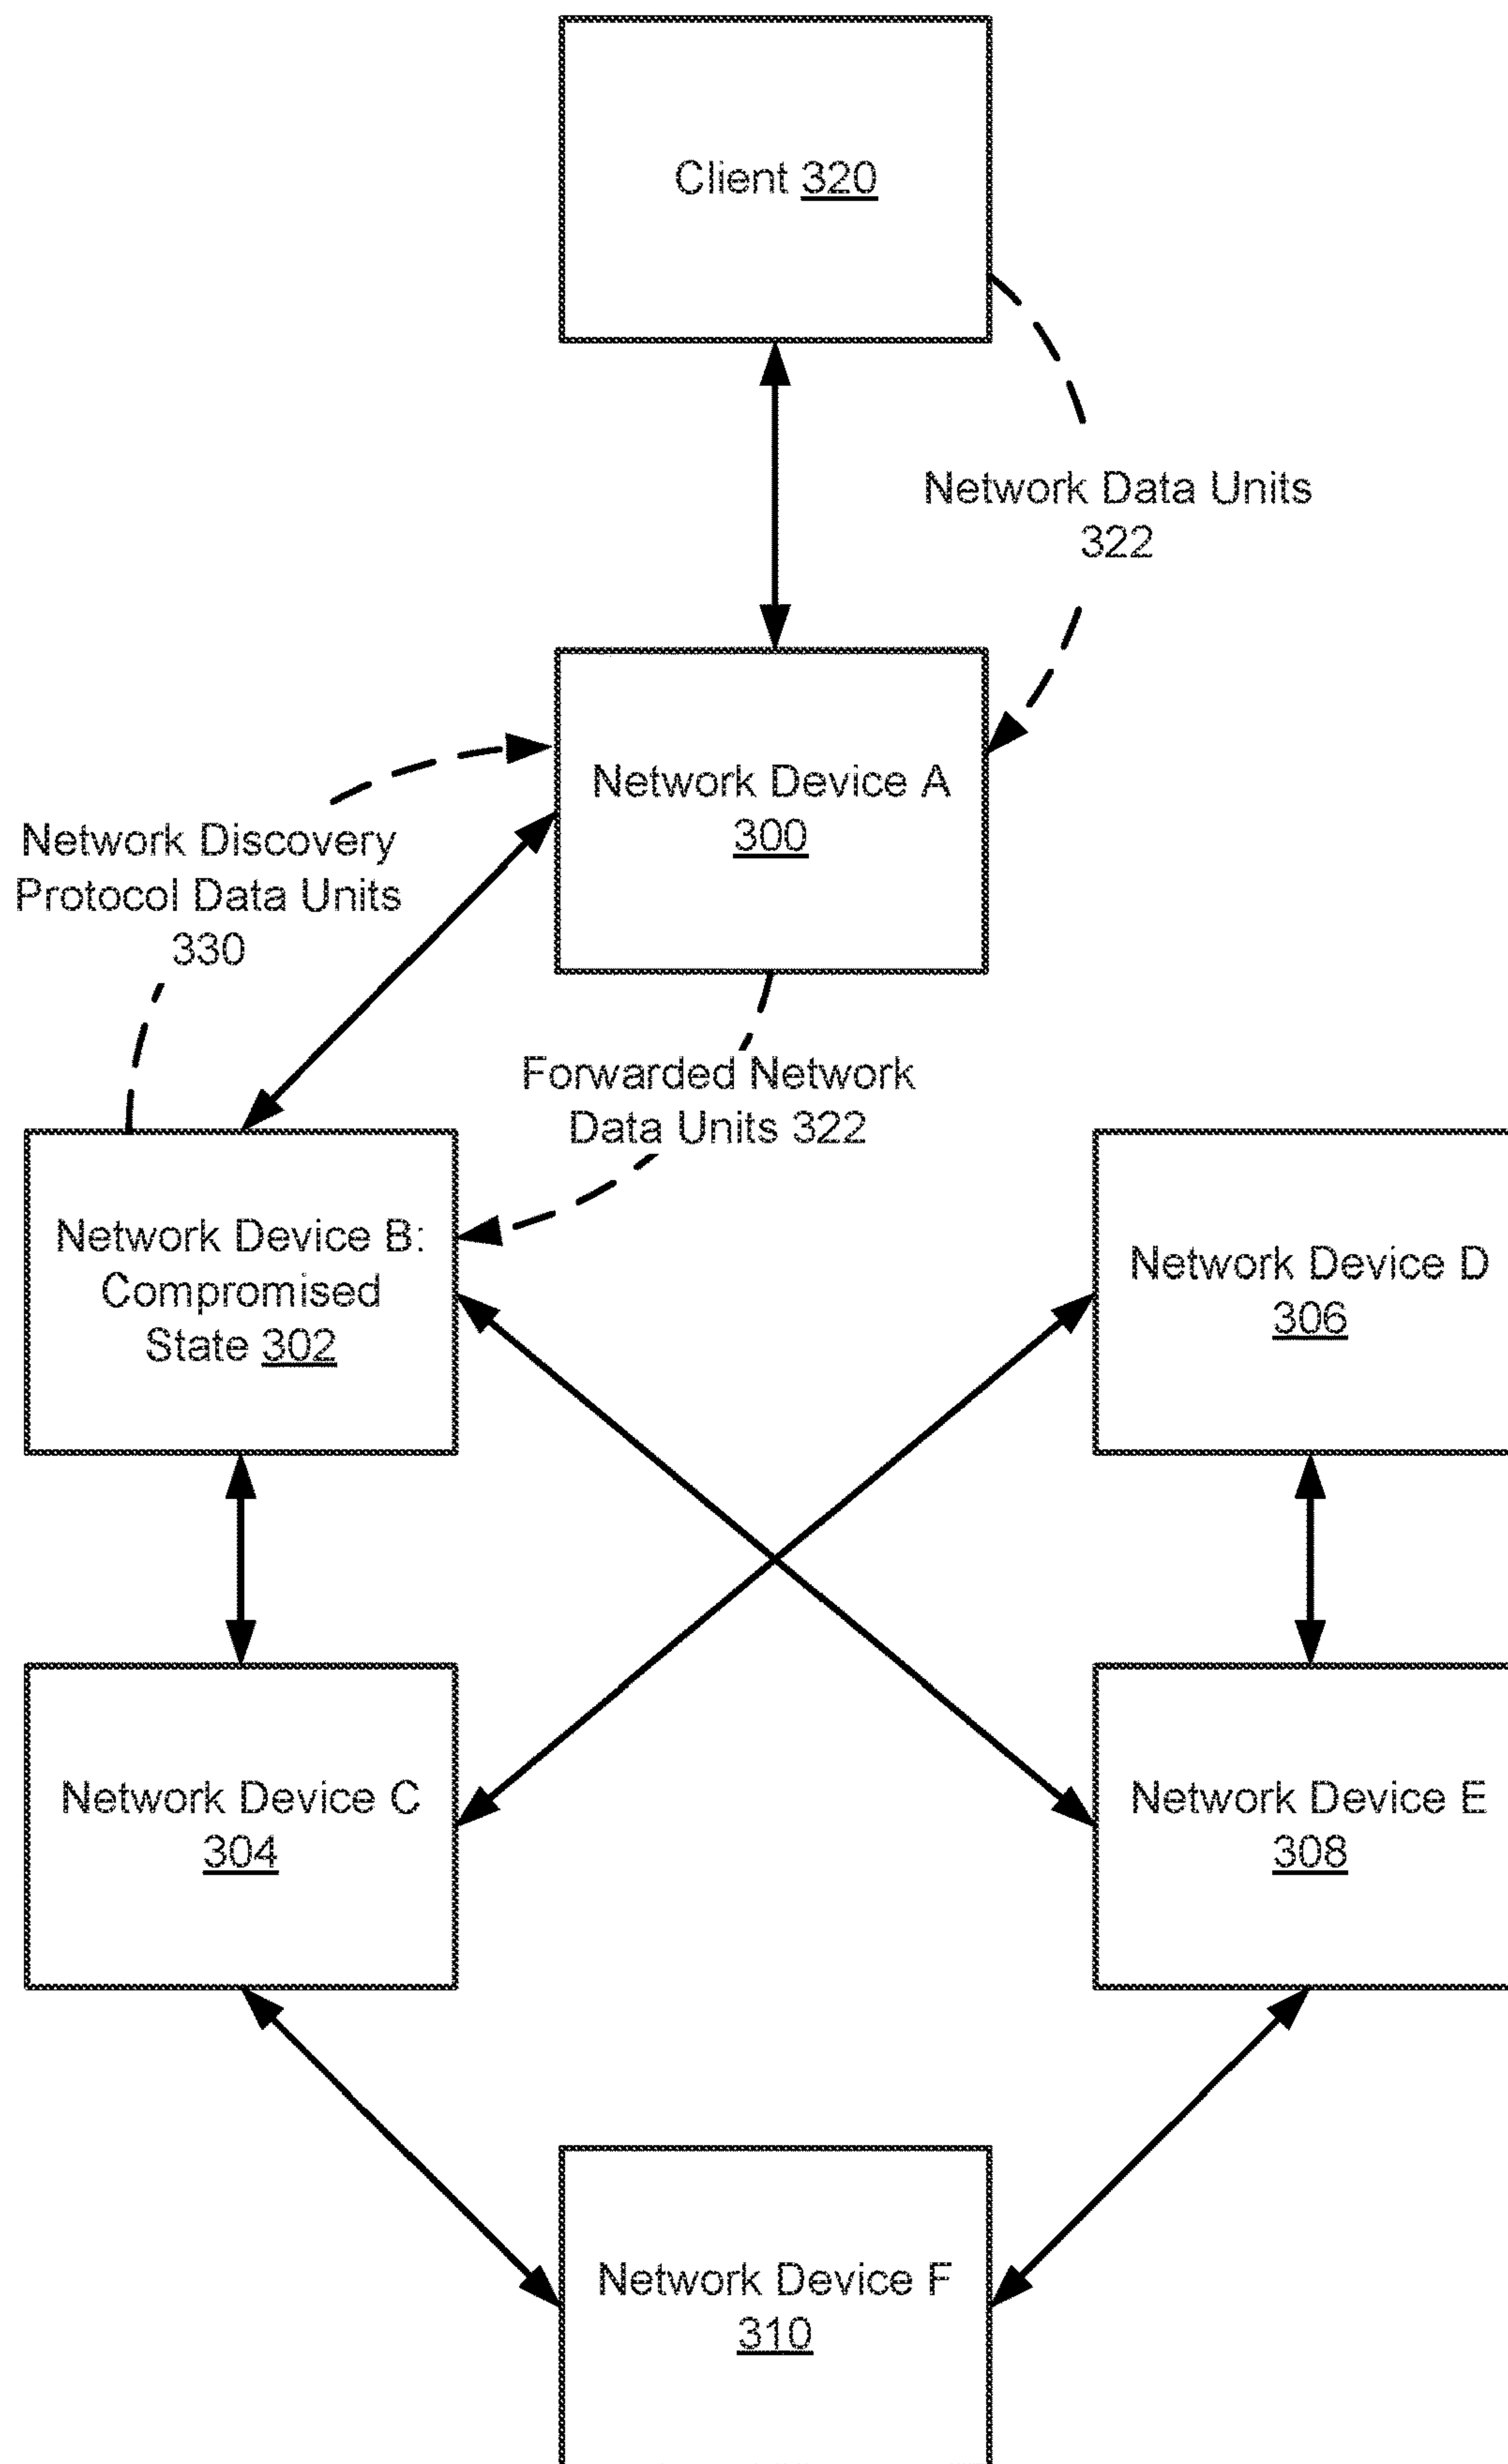 Client 320
Network Data Units
322
Network Device A
300
Network Discovery
Protocol Data Units
330
Forwarded Network
Data Units 322
Network Device B:
Compromised
State 302
Network Device D
306
Network Device C
304
Network Device E
308
Network Device F
310